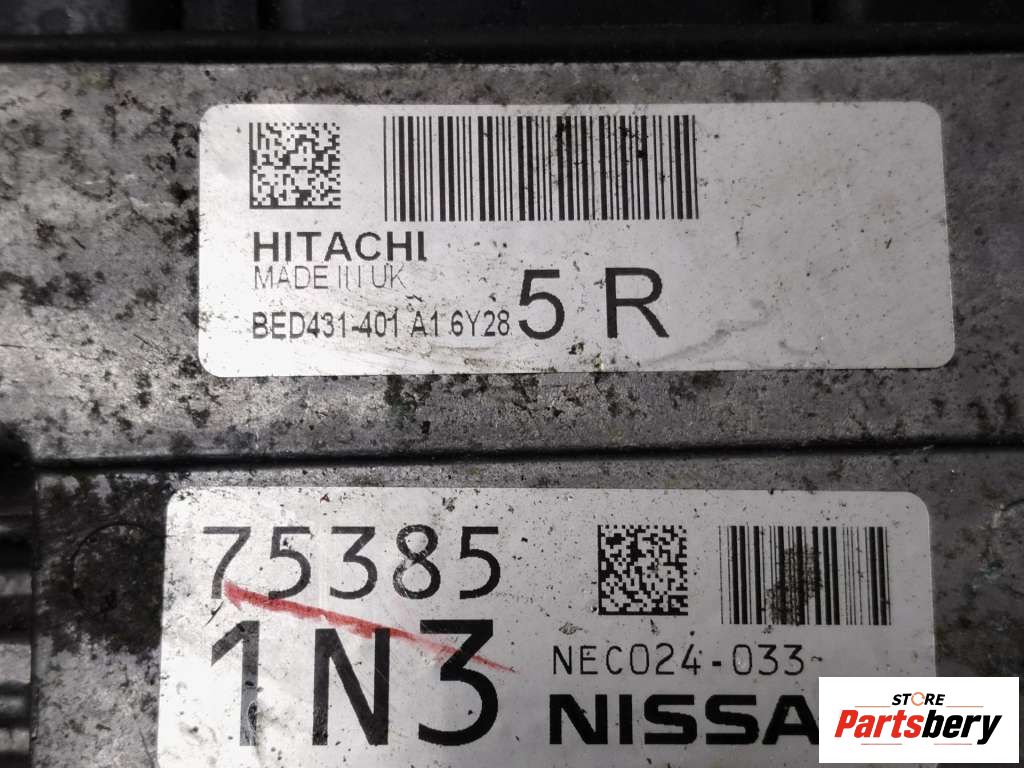 HITACHI
MADE IN UK
BED431-401 A1 6Y28 5 R
75385
1N3
NEC024-033
NISSA
STORE
Partsbery